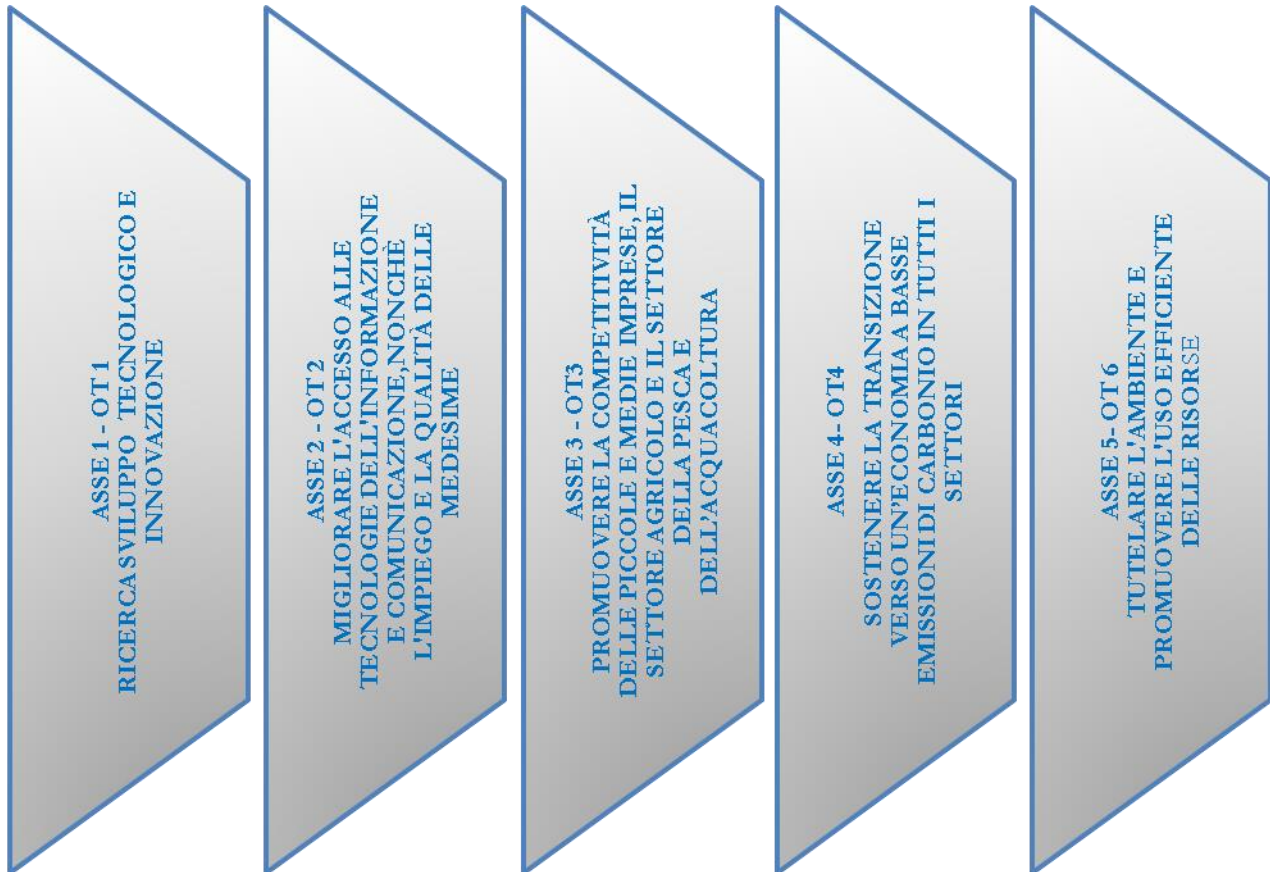 ASSE 1 - OT 1
RICERCA SVILUPPO TECNOLOGICO E
INNOVAZIONE
ASSE 2 - OT 2
MIGLIORARE L'ACCESSO ALLE
TECNOLOGIE DELL'INFORMAZIONE
E COMUNICAZIONE, NONCHÈ
L'IMPIEGO E LA QUALITÀ DELLE
MEDESIME
ASSE 3 - OT3
PROMUOVERE LA COMPETITIVITÀ
DELLE PICCOLE E MEDIE IMPRESE, IL
SETTORE AGRICOLO E IL SETTORE
DELLA PESCA E
DELL'ACQUACOLTURA
ASSE 4- OT4
SOSTENERE LA TRANSIZIONE
VERSO UN'ECONOMIA A BASSE
EMISSIONI DI CARBONIO IN TUTTI I
SETTORI
ASSE 5- OT 6
TUTELARE L'AMBIENTE E
PROMUOVERE L'USO EFFICIENTE
DELLE RISORSE